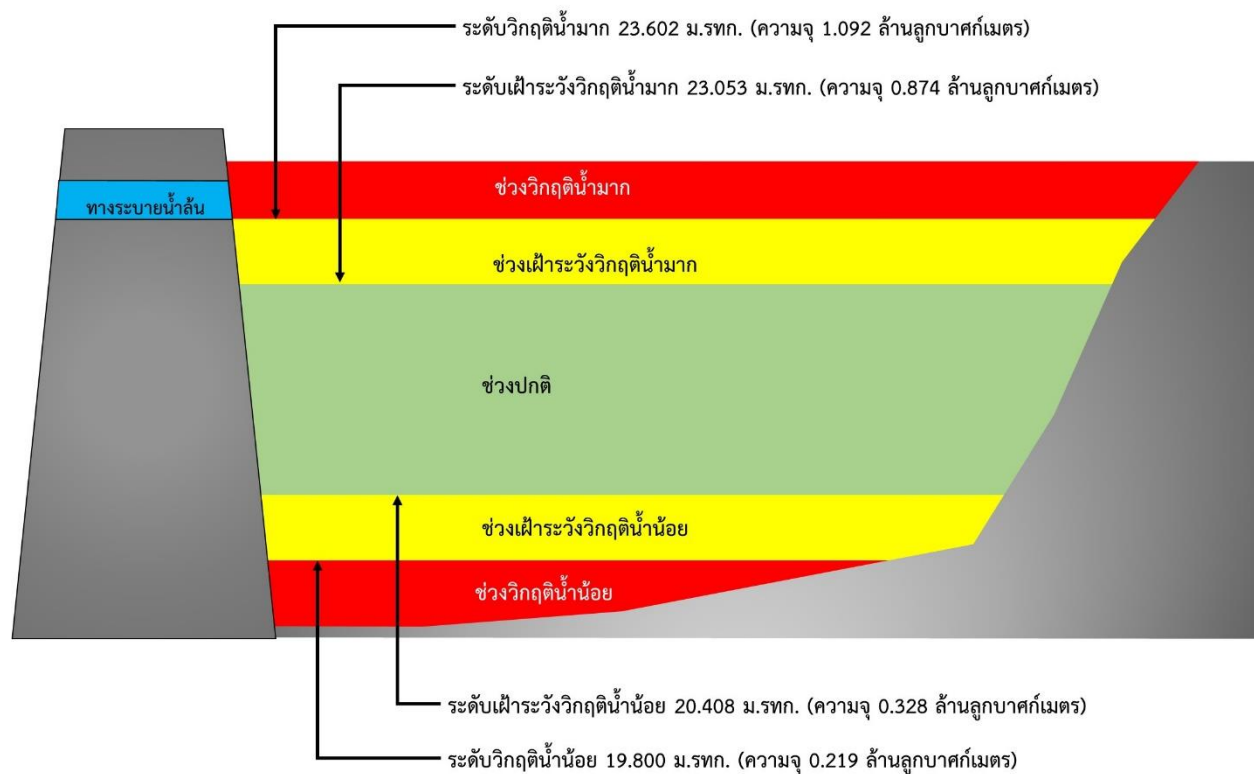 ระดับวิกฤติน้ำมาก 23.602 ม.รทก. (ความจุ 1.092 ล้านลูกบาศก์เมตร)
ระดับเฝ้าระวังวิกฤติน้ำมาก 23.053 ม.รทก. (ความจุ 0.874 ล้านลูกบาศก์เมตร)
ช่วงวิกฤติน้ำมาก
ทางระบายน้ำล้น
ช่วงเฝ้าระวังวิกฤติน้ำมาก
ช่วงปกติ
ช่วงเฝ้าระวังวิกฤติน้ำน้อย
ช่วงวิกฤติน้ำน้อย
ระดับเฝ้าระวังวิกฤติน้ำน้อย 20.408 ม.รทก. (ความจุ 0.328 ล้านลูกบาศก์เมตร)
ระดับวิกฤติน้ำน้อย 19.800 ม.รทก. (ความจุ 0.219 ล้านลูกบาศก์เมตร)